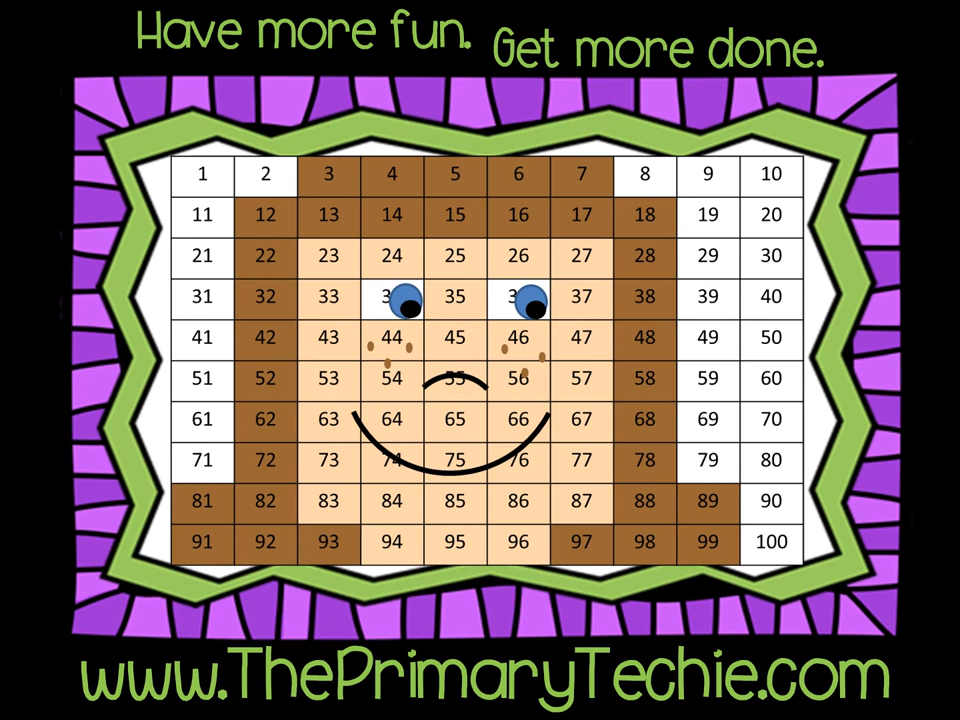 Have more fun. Get more done.
1 2 3 4 5 6 7 8 9 10
11 12 13 14 15 16 17 18 19 20
21 22 23 24 25 26 27 28 29 30
31 32 33 3 35 3 37 38 39 40
41 42 43 44 45 46 47 48 49 50
51 52 53 54 55 56 57 58 59 60
61 62 63 64 65 66 67 68 69 70
71 72 73 74 75 76 77 78 79 80
81 82 83 84 85 86 87 88 89 90
91 92 93 94 95 96 97 98 99 100
www.ThePrimaryTechie.com